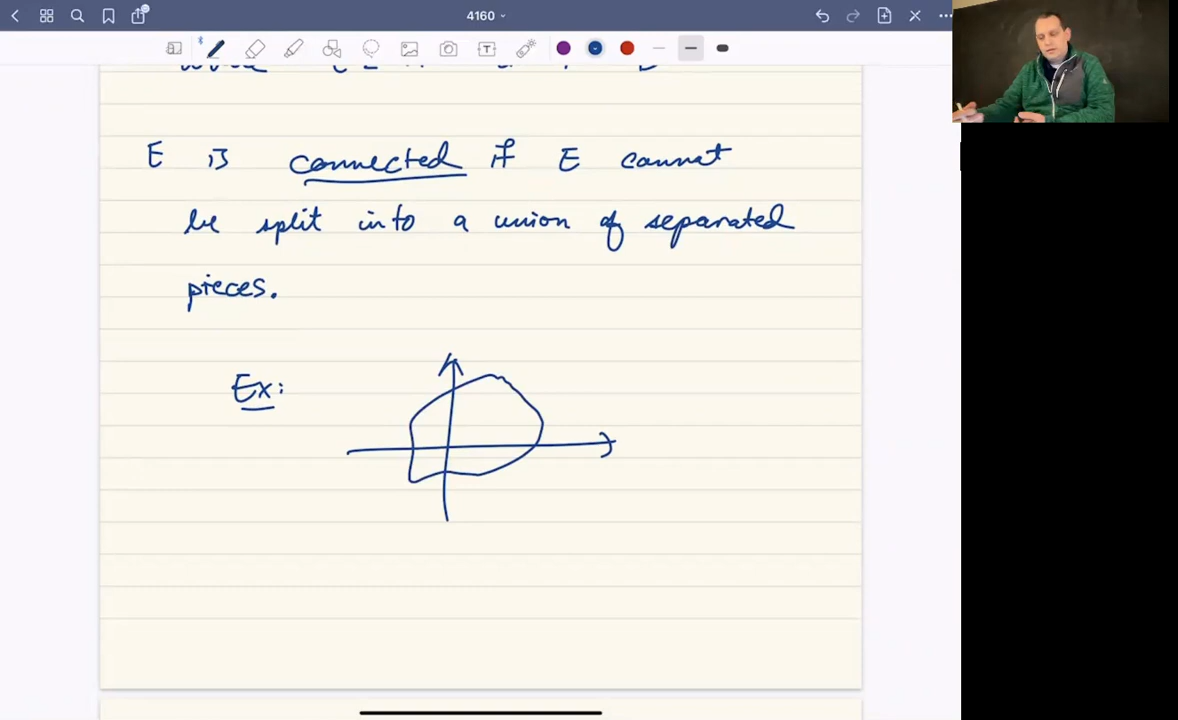 4160
E is connected if E cannot
be split into a union of separated
pieces.
Ex: